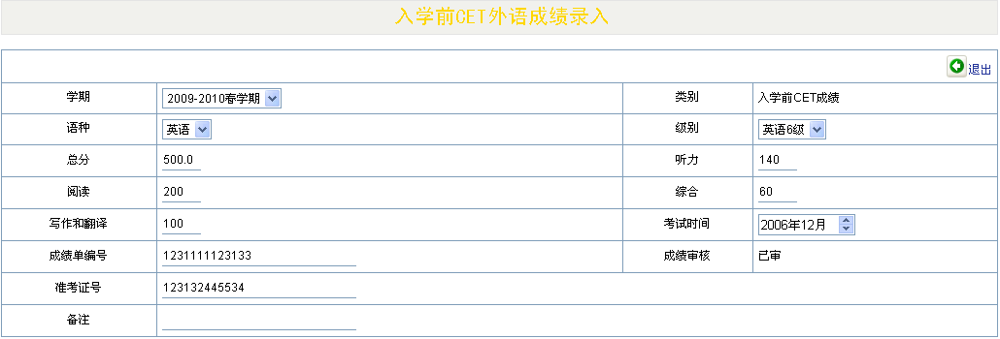 入学前CET外语成绩录入
退出
学期 2009-2010春学期 类别 入学前CET成绩
语种 英语 级别 英语6级
总分 500.0 听力 140
阅读 200 综合 60
写作和翻译 100 考试时间 2006年12月
成绩单编号 1231111123133 成绩审核 已审
准考证号 123132445534
备注